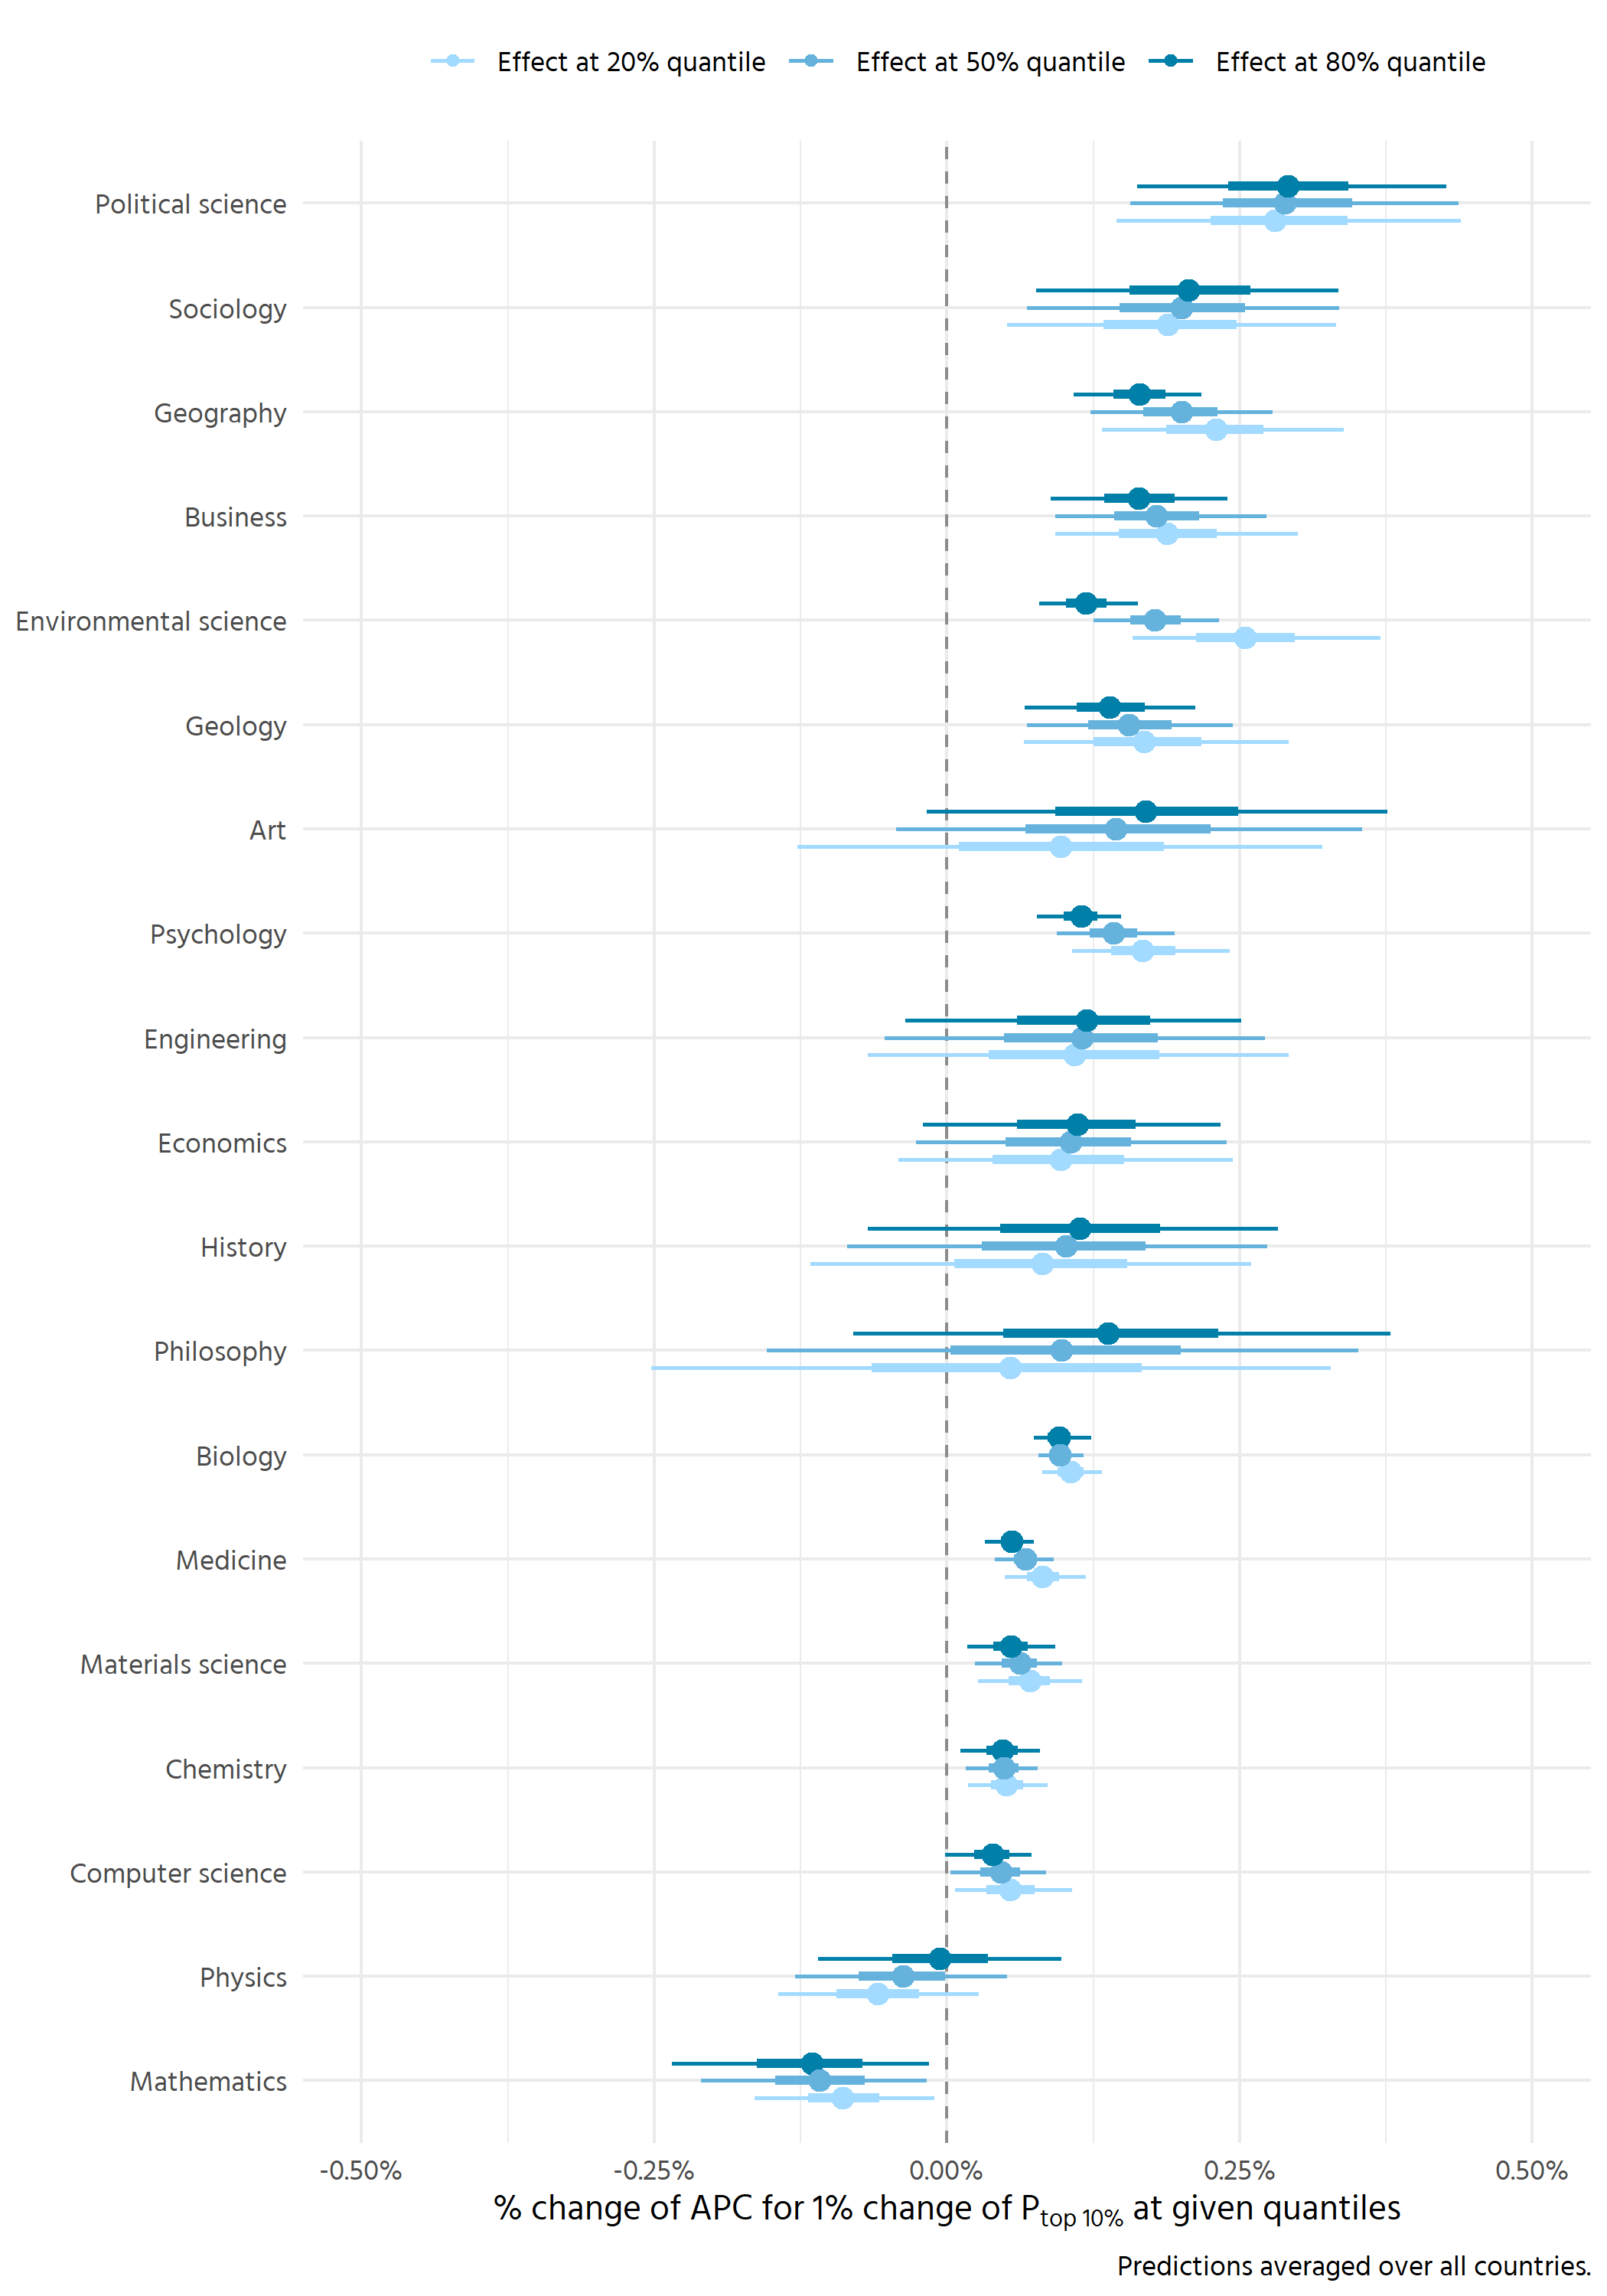 Effect at 20% quantile Effect at 50% quantile Effect at 80% quantile
Political science
Sociology
Geography
Business
Environmental science
Geology
Art
Psychology
Engineering
Economics
History
Philosophy
Biology
Medicine
Materials science
Chemistry
Computer science
Physics
Mathematics
-0.50% -0.25% 0.00% 0.25% 0.50%
% change of APC for 1% change of Ptop 10% at given quantiles
Predictions averaged over all countries.